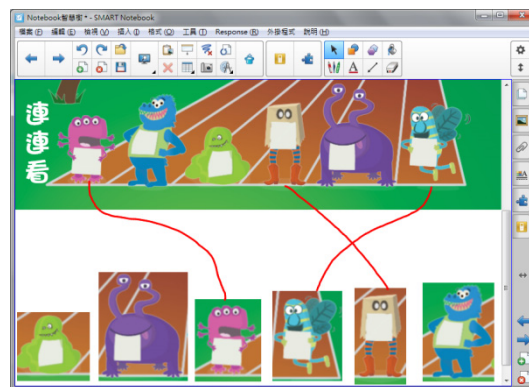 Notebook智慧樹 * - SMART Notebook
檔案(F) 編輯(E) 檢視(V) 插入(I) 格式(O) 工具(T) Response(R) 外掛程式 說明(H)
連連看